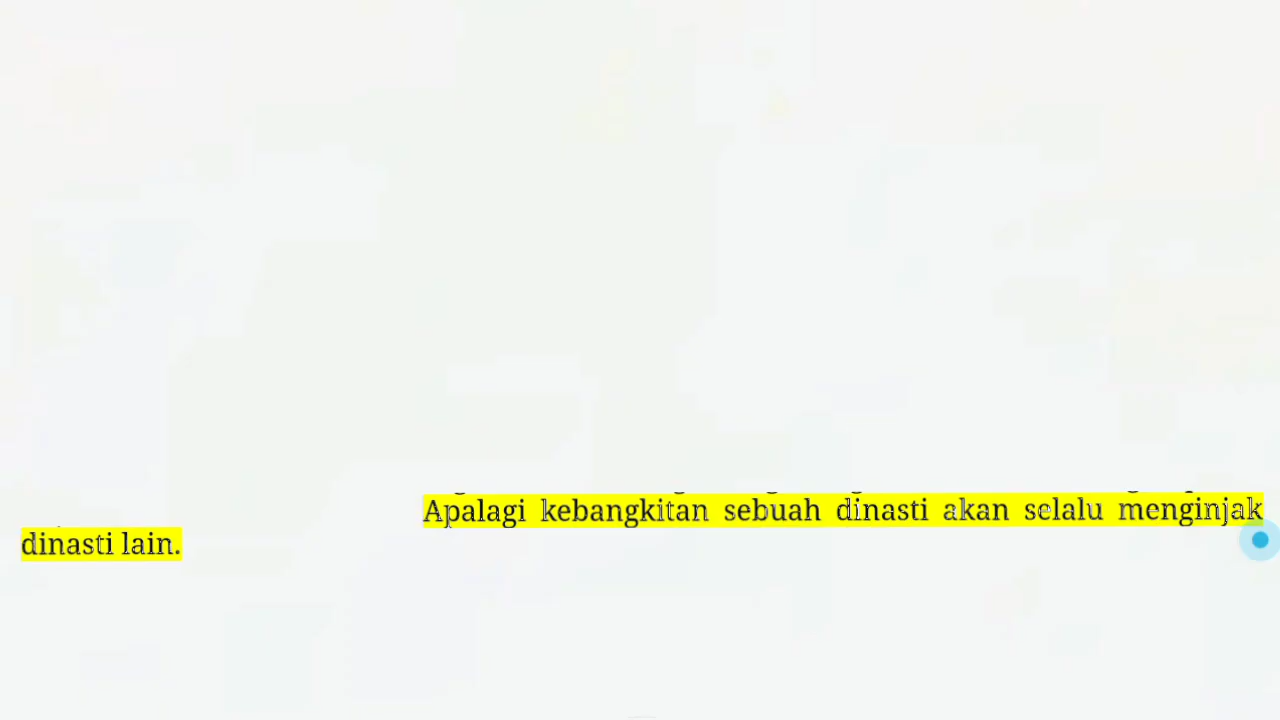 Apalagi kebangkitan sebuah dinasti akan selalu menginjak
dinasti lain.